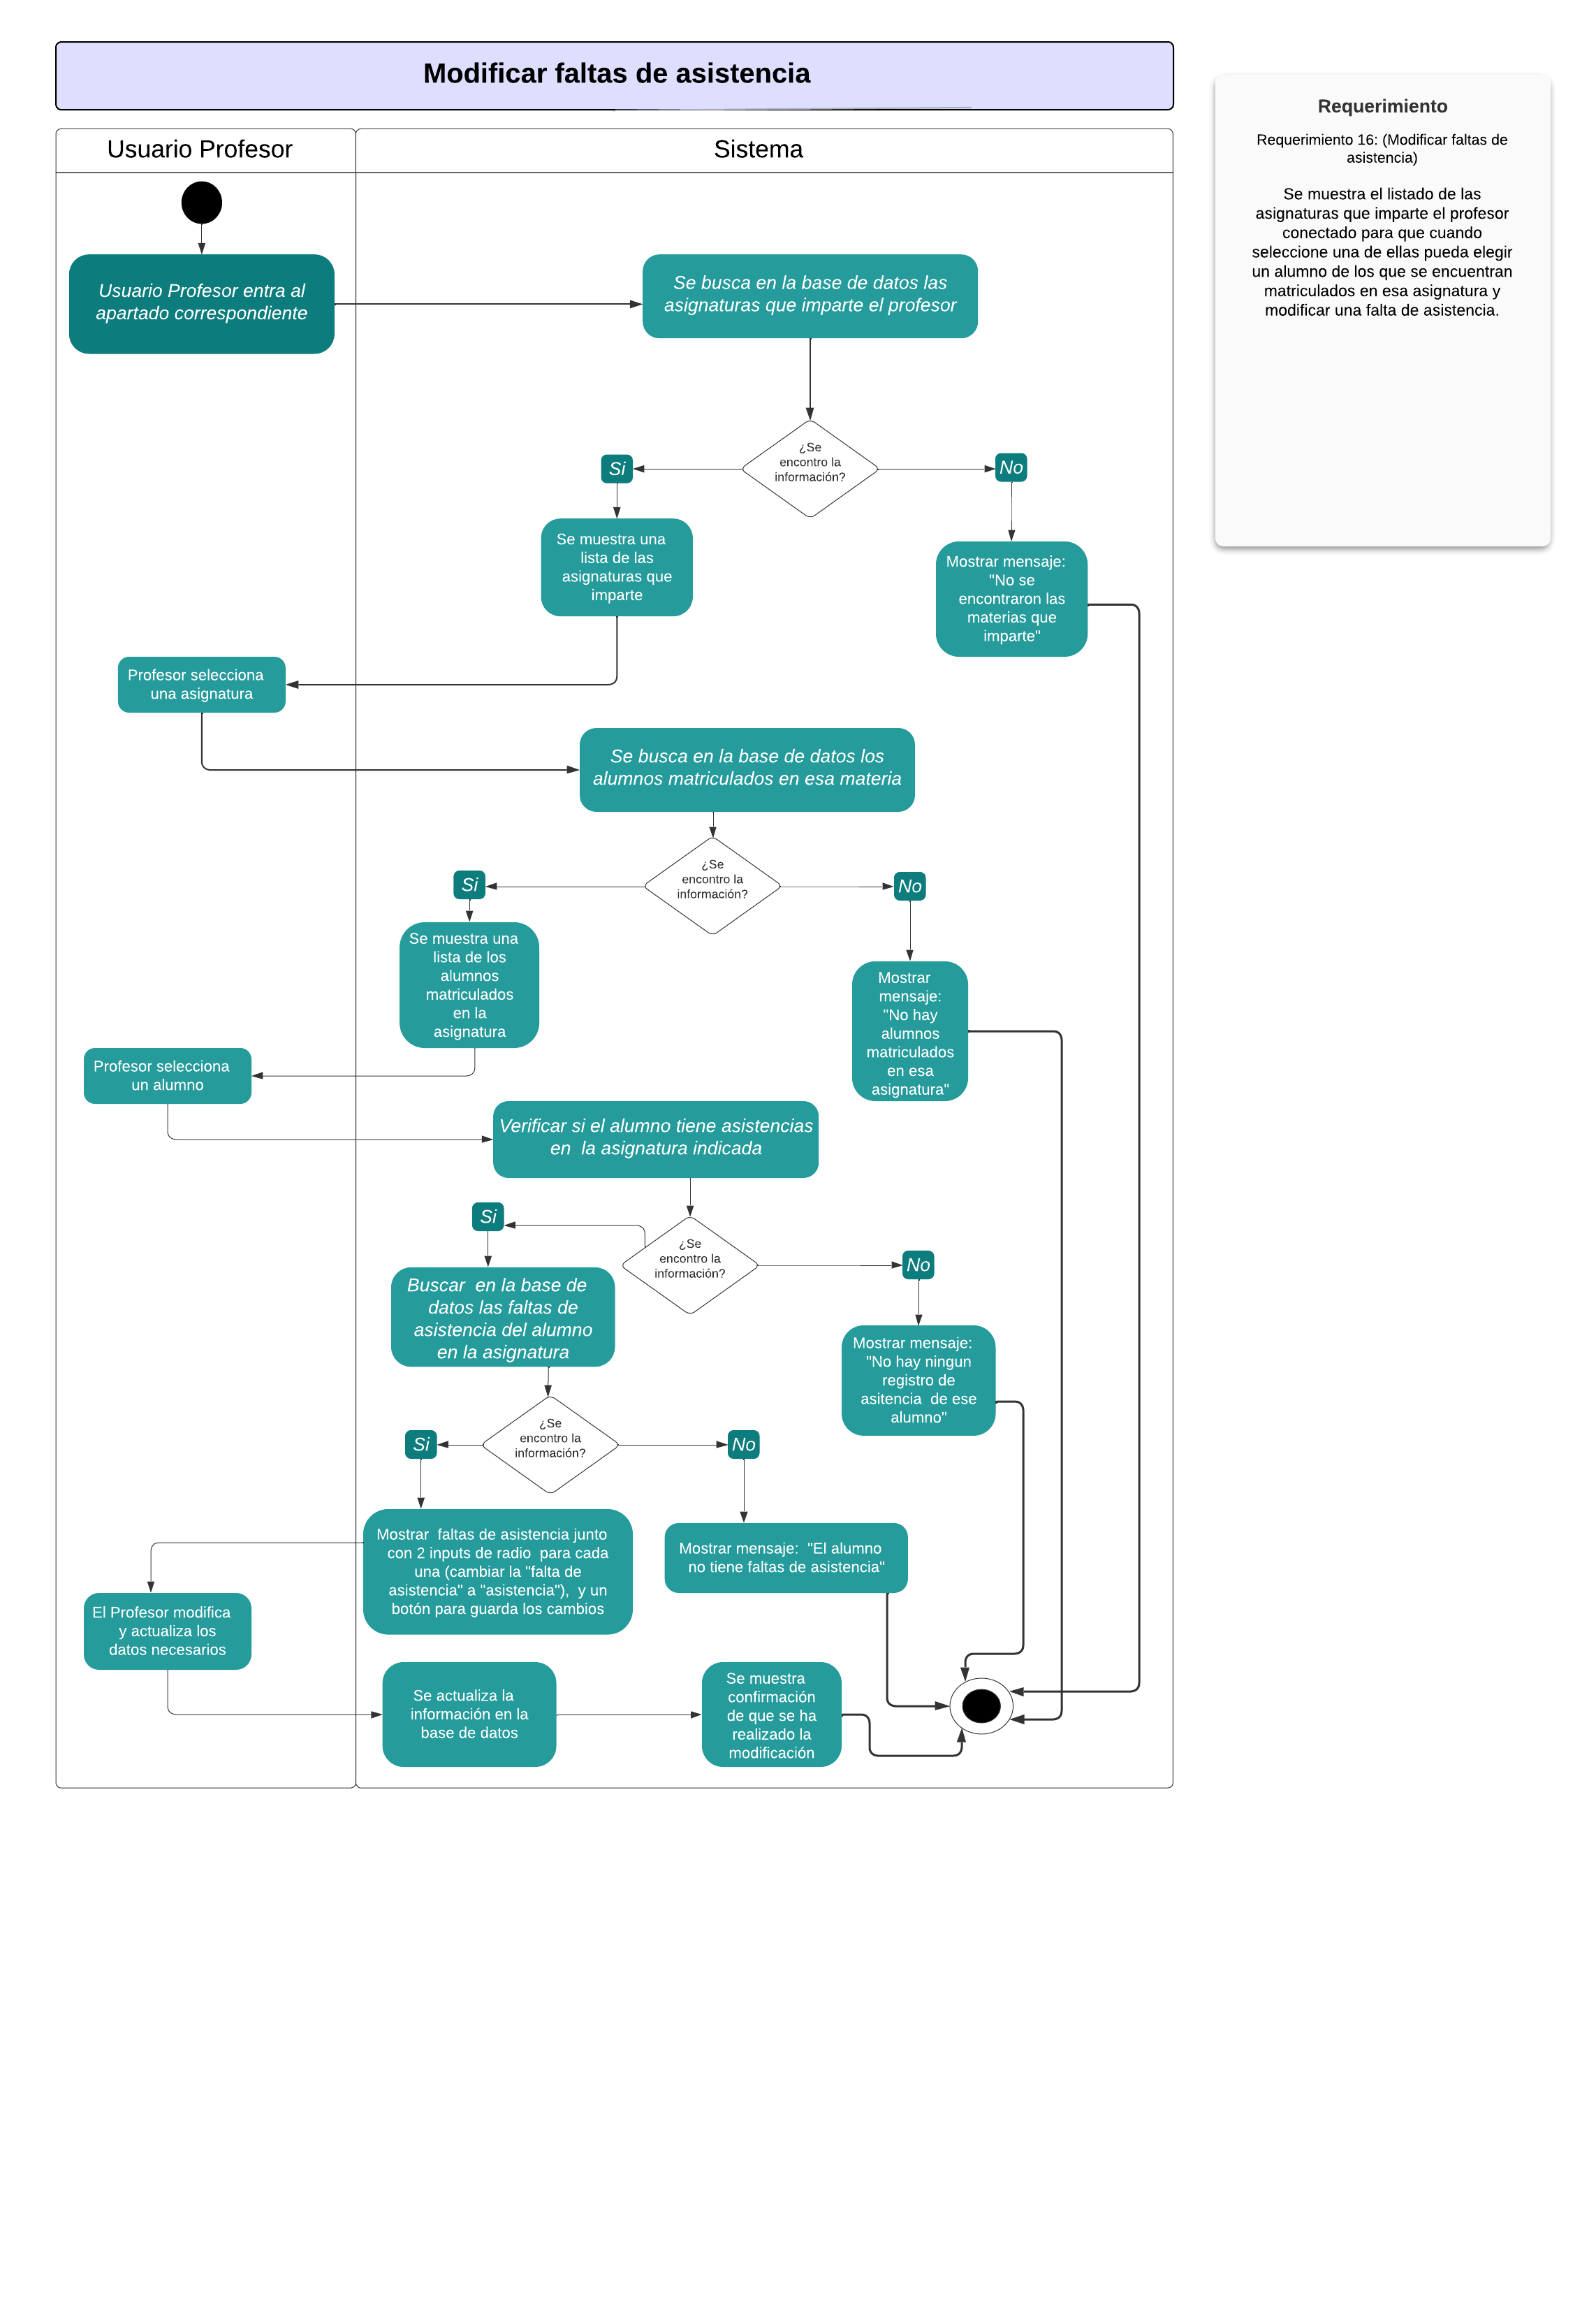 Modificar faltas de asistencia
Requerimiento
Requerimiento 16: (Modificar faltas de
asistencia)
Se muestra el listado de las
asignaturas que imparte el profesor
conectado para que cuando
seleccione una de ellas pueda elegir
un alumno de los que se encuentran
matriculados en esa asignatura y
modificar una falta de asistencia.
Usuario Profesor
Sistema
Usuario Profesor entra al
apartado correspondiente
Se busca en la base de datos las
asignaturas que imparte el profesor
¿Se
encontro la
información?
Si
No
Se muestra una
lista de las
asignaturas que
imparte
Mostrar mensaje:
"No se
encontraron las
materias que
imparte"
Profesor selecciona
una asignatura
Se busca en la base de datos los
alumnos matriculados en esa materia
¿Se
encontro la
información?
Si
No
Se muestra una
lista de los
alumnos
matriculados
en la
asignatura
Mostrar
mensaje:
"No hay
alumnos
matriculados
en esa
asignatura"
Profesor selecciona
un alumno
Verificar si el alumno tiene asistencias
en  la asignatura indicada
¿Se
encontro la
información?
Si
No
Buscar  en la base de
datos las faltas de
asistencia del alumno
en la asignatura
Mostrar mensaje:
"No hay ningun
registro de
asitencia  de ese
alumno"
¿Se
encontro la
información?
Si
No
Mostrar  faltas de asistencia junto
con 2 inputs de radio  para cada
una (cambiar la "falta de
asistencia" a "asistencia"),  y un
botón para guarda los cambios
Mostrar mensaje:  "El alumno
no tiene faltas de asistencia"
El Profesor modifica
y actualiza los
datos necesarios
Se actualiza la
información en la
base de datos
Se muestra
confirmación
de que se ha
realizado la
modificación